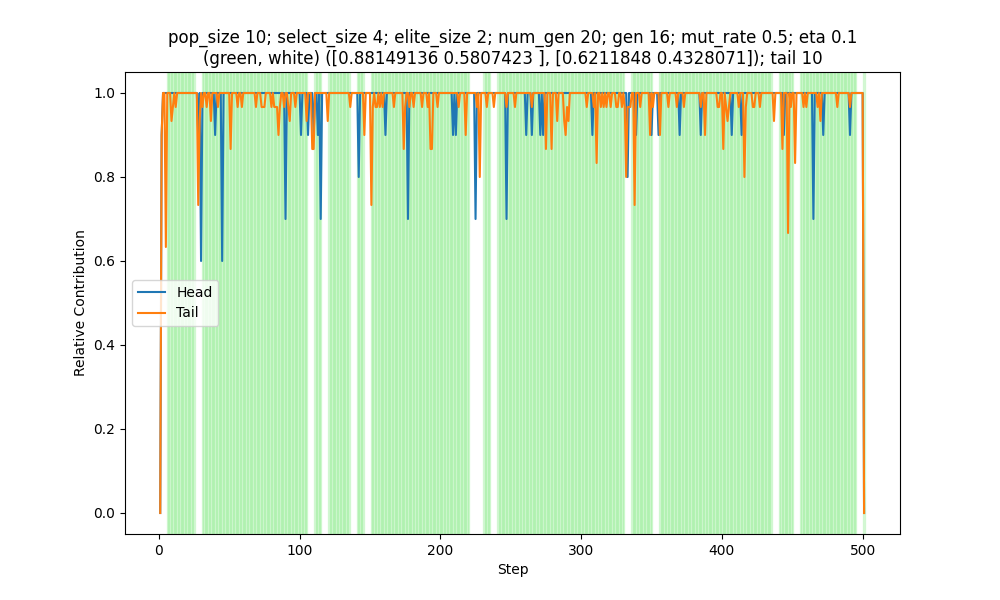 pop_size 10; select_size 4; elite_size 2; num_gen 20; gen 16; mut_rate 0.5; eta 0.1
(green, white) ([0.88149136 0.5807423 ], [0.6211848 0.4328071]); tail 10
1.0
0.8
0.6
0.4
0.2
0.0
Relative Contribution
Head
Tail
0 100 200 300 400 500
Step